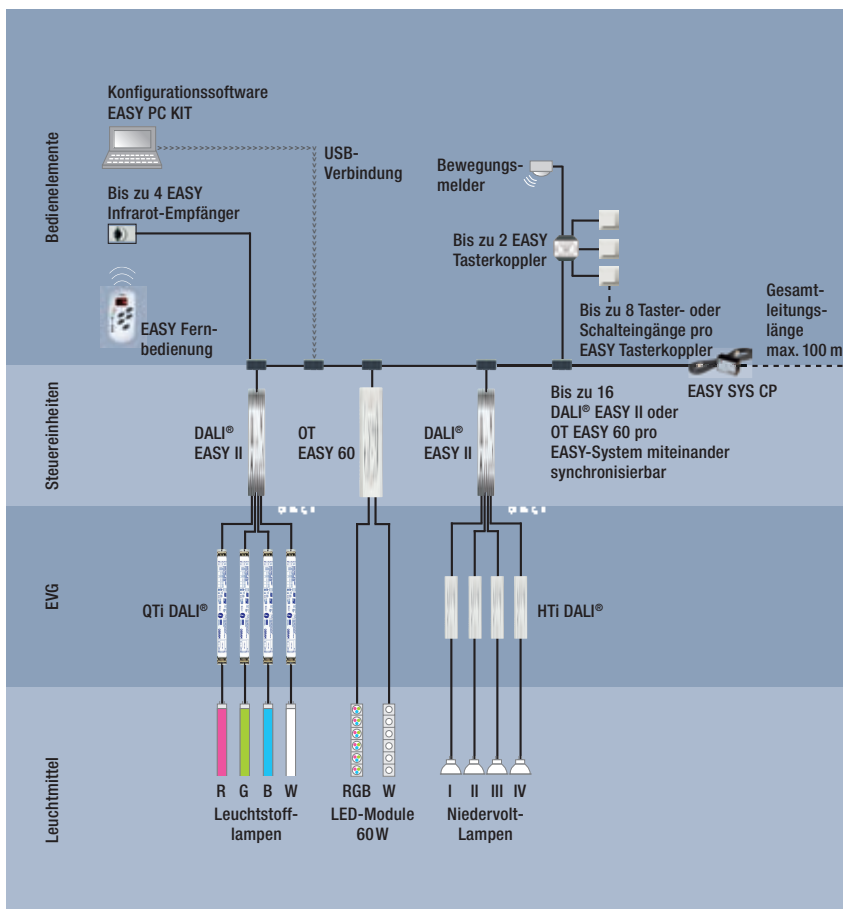 Bedienelemente
Konfigurationssoftware
EASY PC KIT
USB-
Verbindung
Bis zu 4 EASY
Infrarot-Empfänger
EASY Fern-
bedienung
Bewegungs-
melder
Bis zu 2 EASY
Tasterkoppler
Bis zu 8 Taster- oder
Schalteingänge pro
EASY Tasterkoppler
Gesamt-
leitungs-
länge
max. 100 m
Steuereinheiten
DALI®
EASY II
OT
EASY 60
DALI®
EASY II
Bis zu 16
DALI® EASY II oder
OT EASY 60 pro
EASY-System miteinander
synchronisierbar
EASY SYS CP
EVG
QTi DALI®
HTi DALI®
Leuchtmittel
R G B W
Leuchtstoff-
lampen
RGB W
LED-Module
60 W
I II III IV
Niedervolt-
Lampen